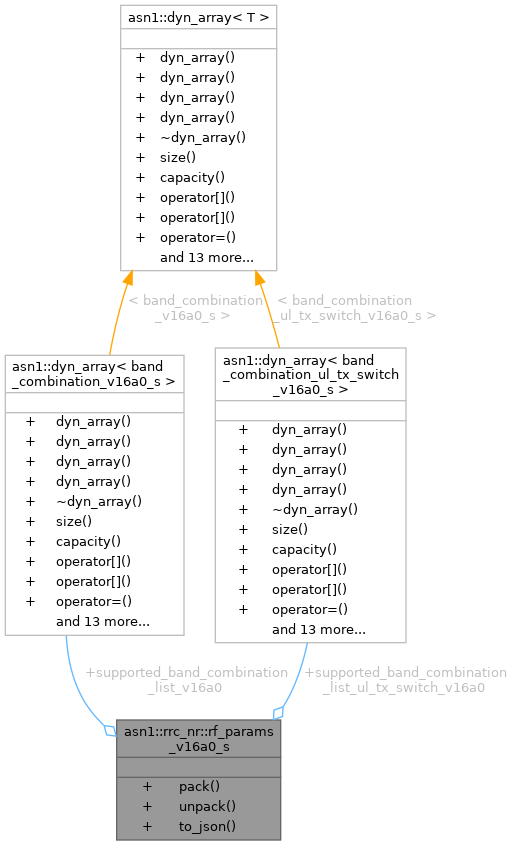 asn1::dyn_array< T >
+ dyn_array()
+ dyn_array()
+ dyn_array()
+ dyn_array()
+ ~dyn_array()
+ size()
+ capacity()
+ operator[]()
+ operator[]()
+ operator=()
and 13 more...
< band_combination
_v16a0_s >
< band_combination
_ul_tx_switch_v16a0_s >
asn1::dyn_array< band
_combination_v16a0_s >
+ dyn_array()
+ dyn_array()
+ dyn_array()
+ dyn_array()
+ ~dyn_array()
+ size()
+ capacity()
+ operator[]()
+ operator[]()
+ operator=()
and 13 more...
asn1::dyn_array< band
_combination_ul_tx_switch
_v16a0_s >
+ dyn_array()
+ dyn_array()
+ dyn_array()
+ dyn_array()
+ ~dyn_array()
+ size()
+ capacity()
+ operator[]()
+ operator[]()
+ operator=()
and 13 more...
+supported_band_combination
_list_v16a0
+supported_band_combination
_list_ul_tx_switch_v16a0
asn1::rrc_nr::rf_params
_v16a0_s
+ pack()
+ unpack()
+ to_json()